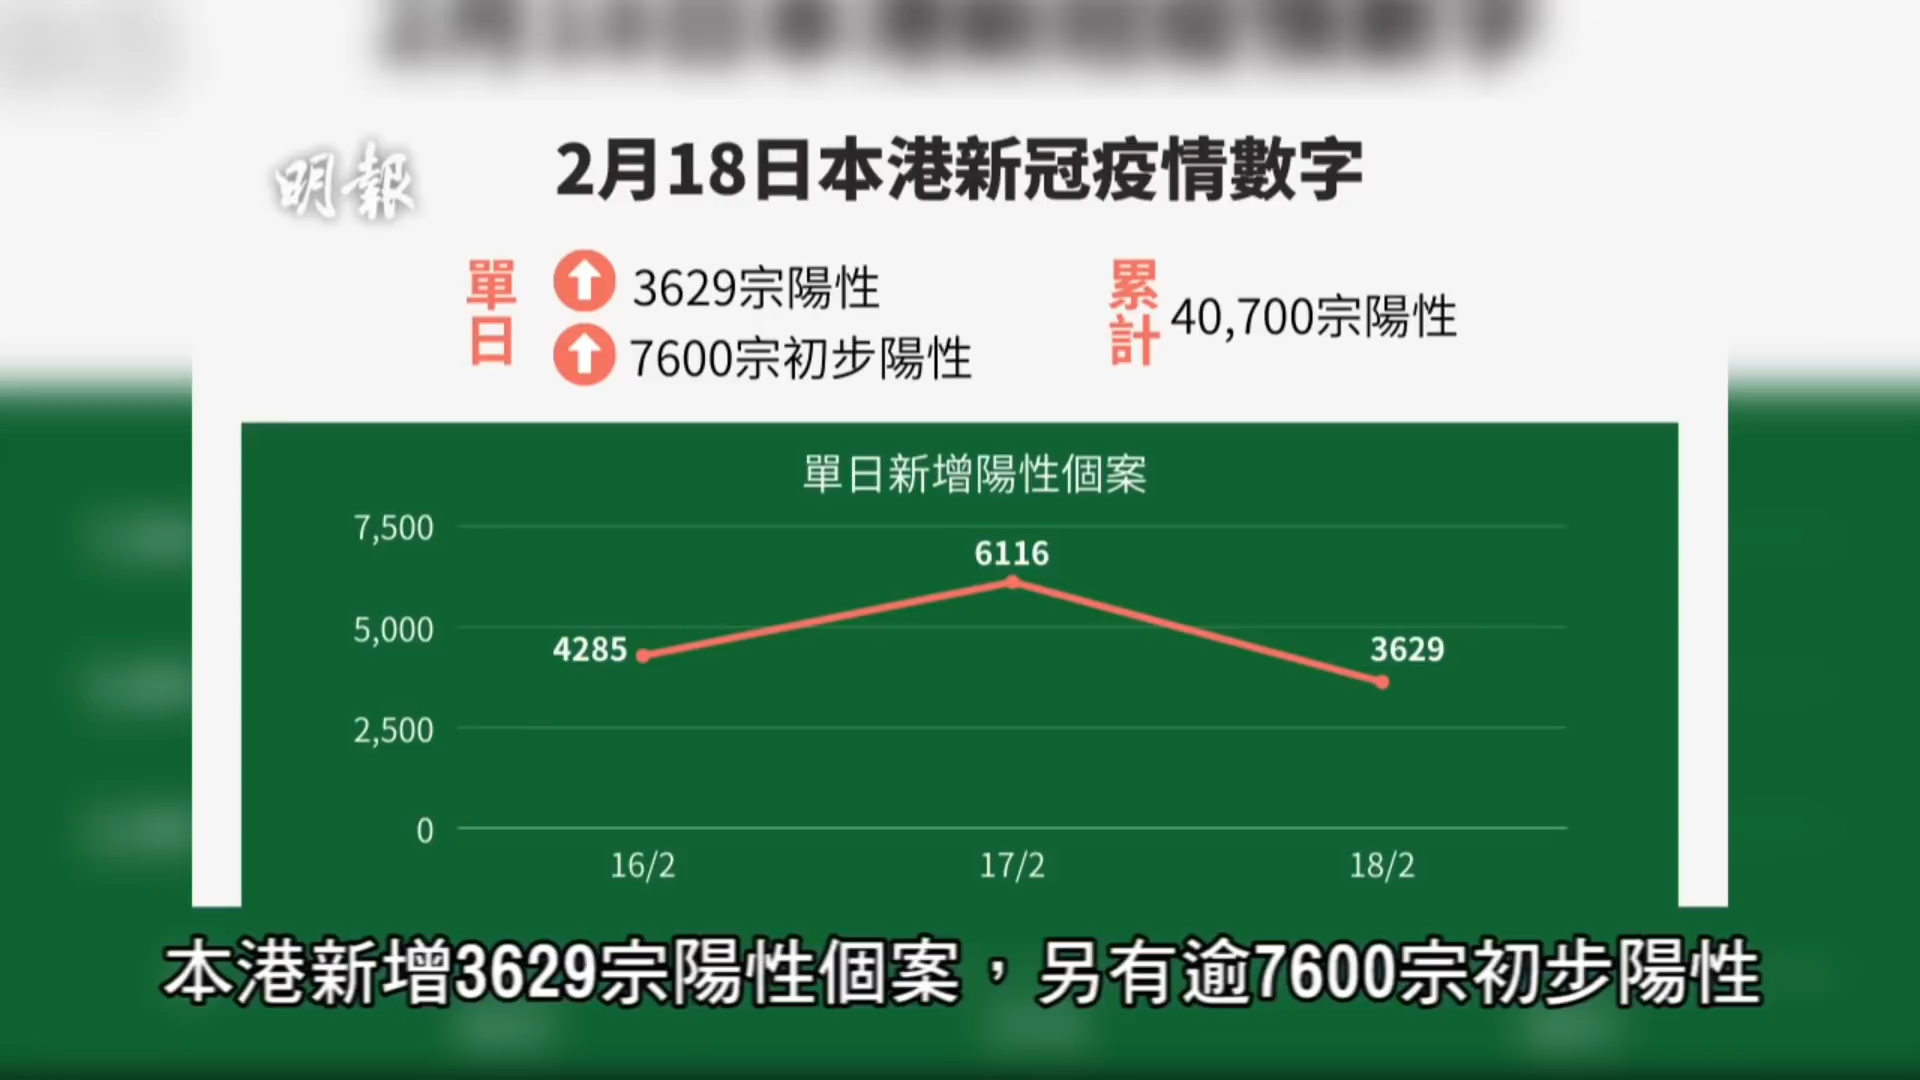 明報
2月18日本港新冠疫情數字
單日
3629宗陽性
7600宗初步陽性
累計
40,700宗陽性
單日新增陽性個案
7,500
5,000
2,500
0
4285
6116
3629
16/2
17/2
18/2
本港新增3629宗陽性個案，另有逾7600宗初步陽性